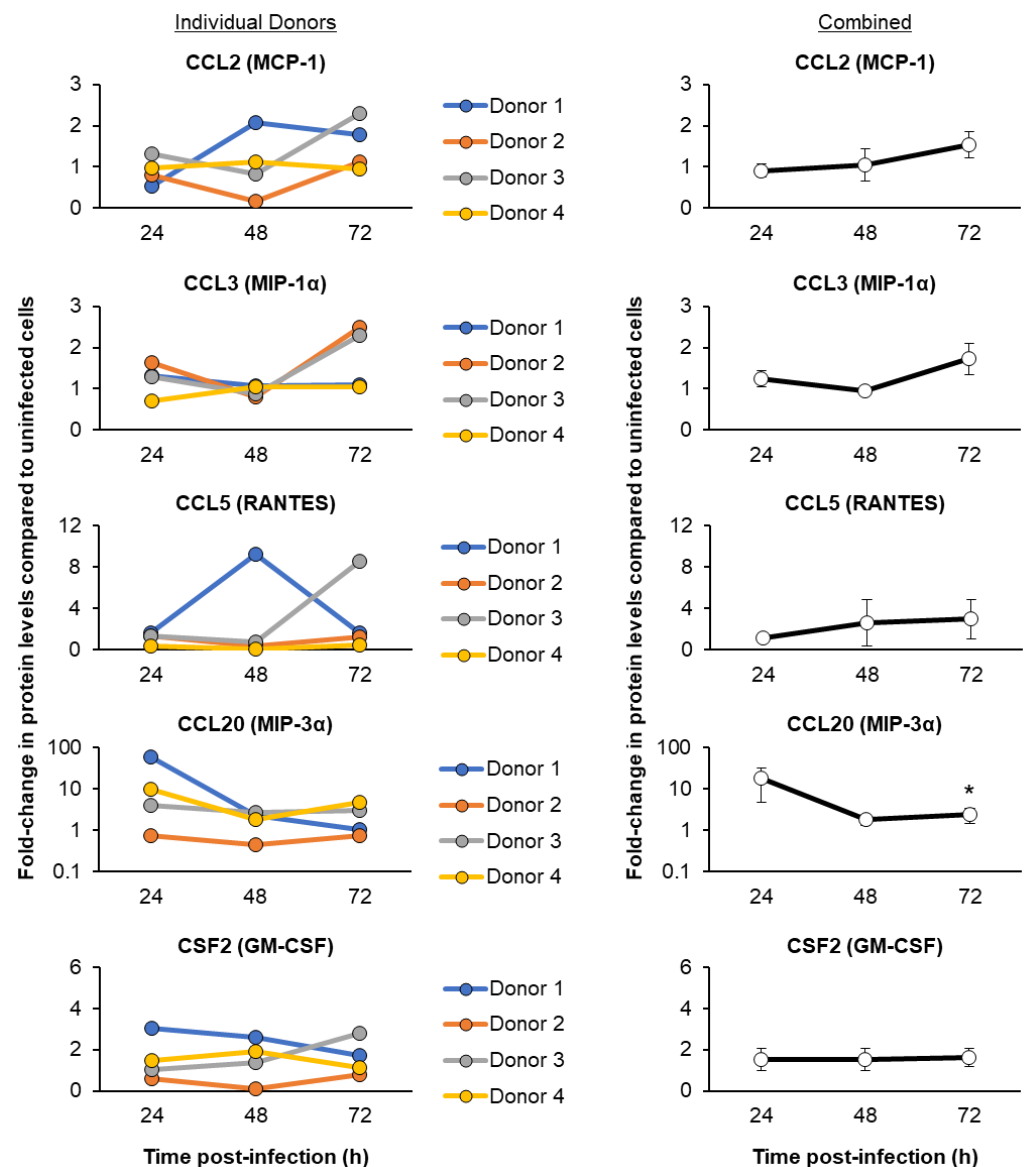 Individual Donors
Combined
Fold-change in protein levels compared to uninfected cells
CCL2 (MCP-1)
3
2
1
0
24 48 72
Donor 1
Donor 2
Donor 3
Donor 4
CCL3 (MIP-1α)
3
2
1
0
24 48 72
Donor 1
Donor 2
Donor 3
Donor 4
CCL5 (RANTES)
12
8
4
0
24 48 72
Donor 1
Donor 2
Donor 3
Donor 4
CCL20 (MIP-3α)
100
10
1
0.1
24 48 72
Donor 1
Donor 2
Donor 3
Donor 4
CSF2 (GM-CSF)
6
4
2
0
24 48 72
Donor 1
Donor 2
Donor 3
Donor 4
Time post-infection (h)
Fold-change in protein levels compared to uninfected cells
CCL2 (MCP-1)
3
2
1
0
24 48 72
CCL3 (MIP-1α)
3
2
1
0
24 48 72
CCL5 (RANTES)
12
8
4
0
24 48 72
CCL20 (MIP-3α)
100
10
1
0.1
*
24 48 72
CSF2 (GM-CSF)
6
4
2
0
24 48 72
Time post-infection (h)